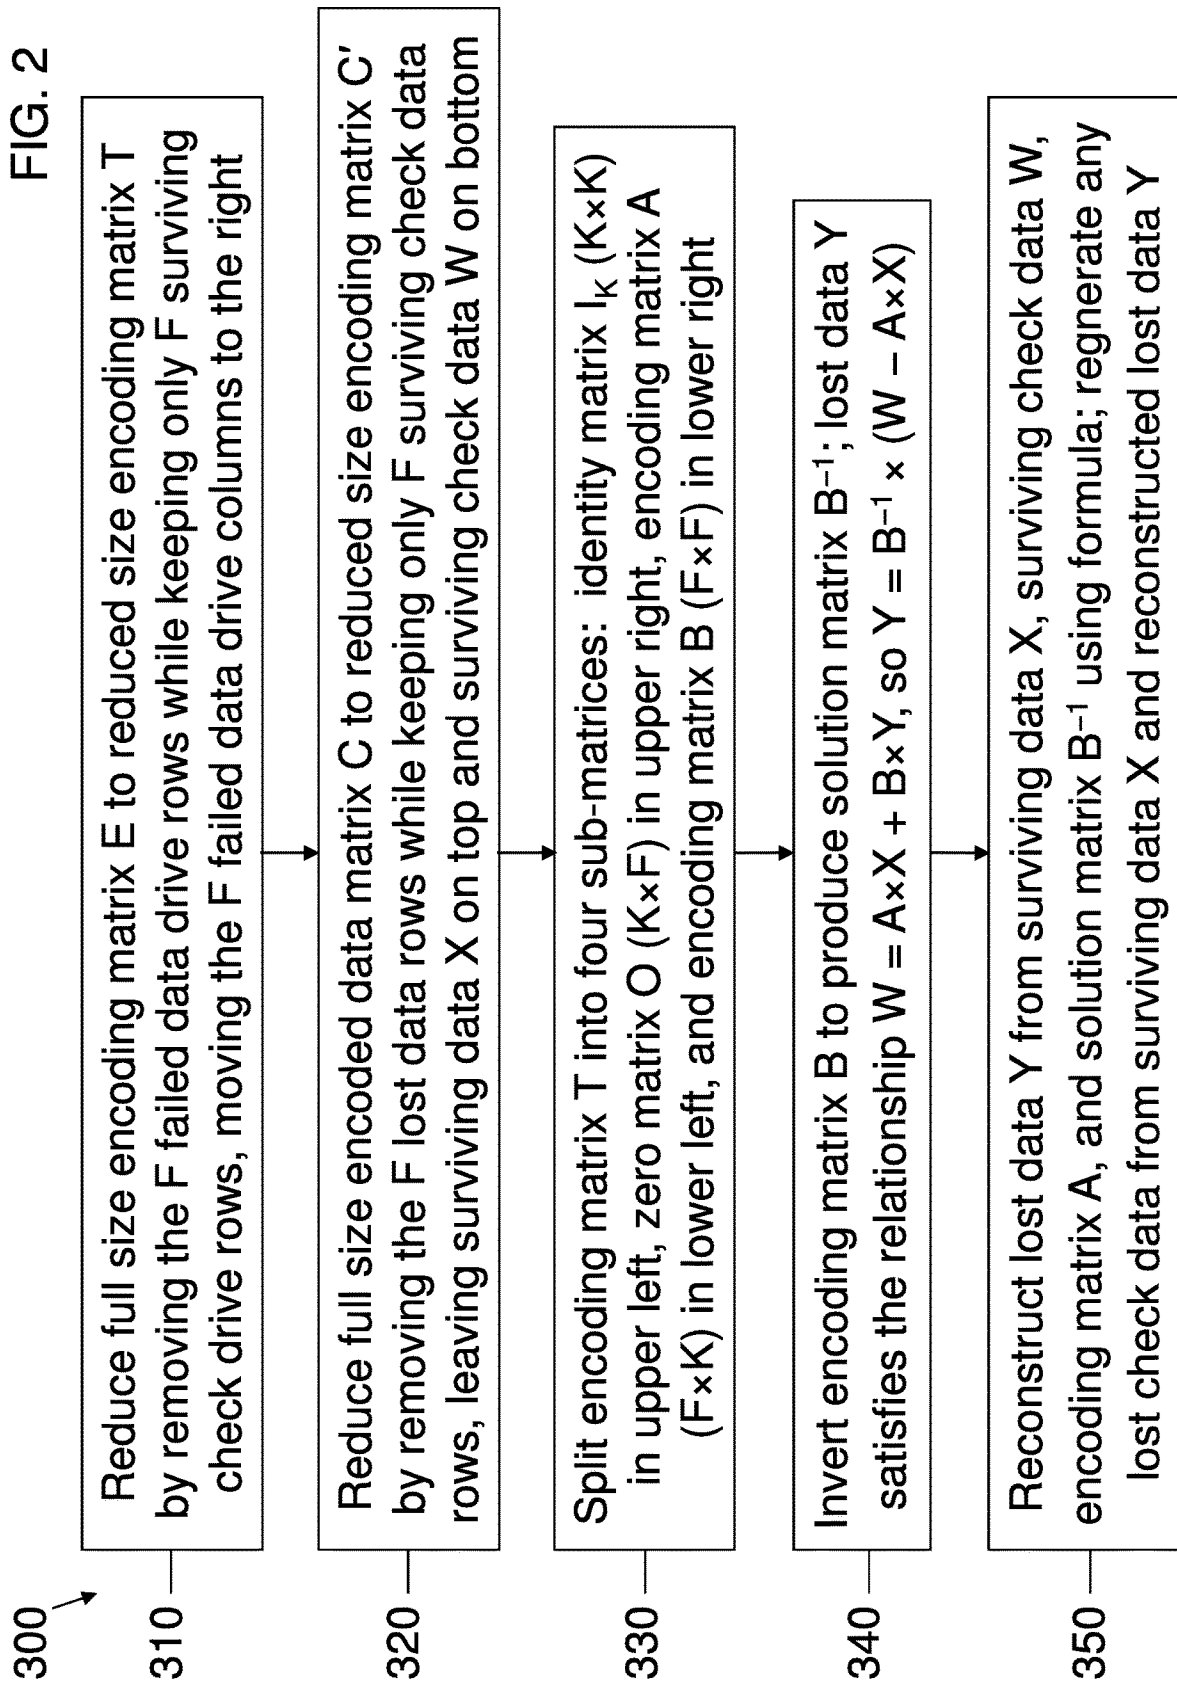 FIG. 2
300
310
Reduce full size encoding matrix E to reduced size encoding matrix T
by removing the F failed data drive rows while keeping only F surviving
check drive rows, moving the F failed data drive columns to the right
320
Reduce full size encoded data matrix C to reduced size encoding matrix C'
by removing the F lost data rows while keeping only F surviving check data
rows, leaving surviving data X on top and surviving check data W on bottom
330
Split encoding matrix T into four sub-matrices: identity matrix I_K (K×K)
in upper left, zero matrix O (K×F) in upper right, encoding matrix A
(F×K) in lower left, and encoding matrix B (F×F) in lower right
340
Invert encoding matrix B to produce solution matrix B⁻¹; lost data Y
satisfies the relationship W = A×X + B×Y, so Y = B⁻¹ × (W – A×X)
350
Reconstruct lost data Y from surviving data X, surviving check data W,
encoding matrix A, and solution matrix B⁻¹ using formula; regnerate any
lost check data from surviving data X and reconstructed lost data Y